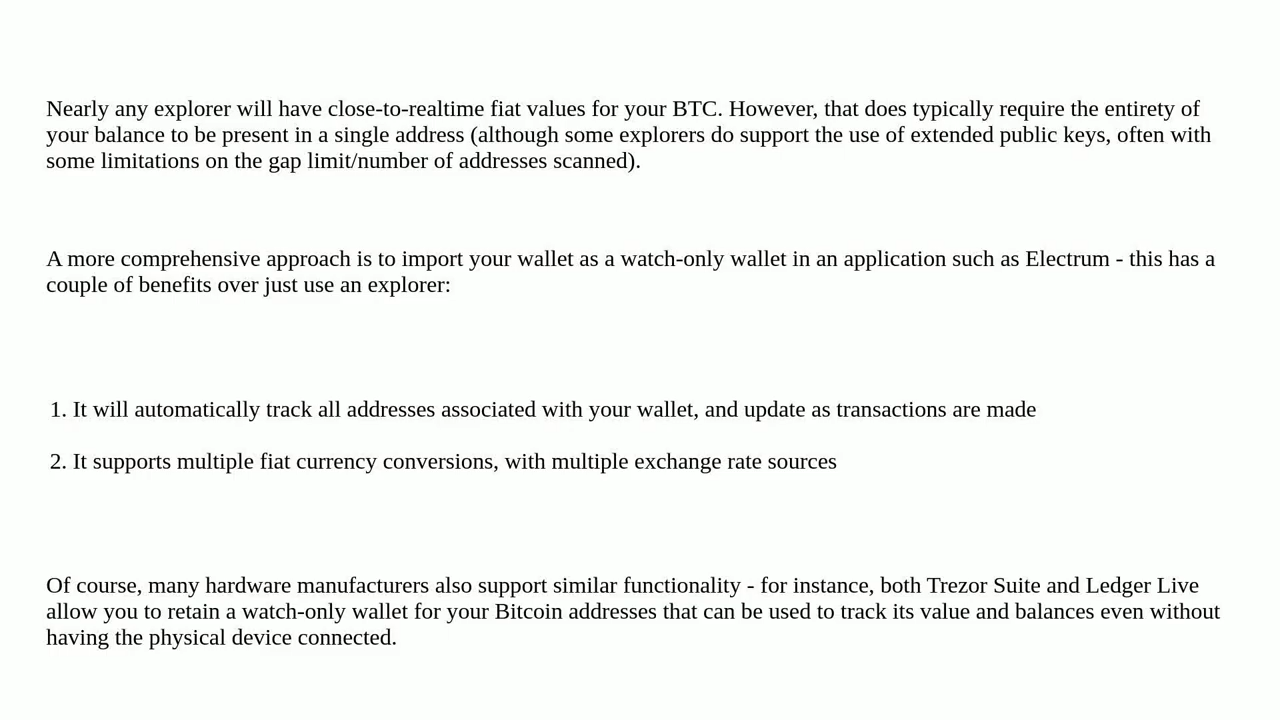 Nearly any explorer will have close-to-realtime fiat values for your BTC. However, that does typically require the entirety of
your balance to be present in a single address (although some explorers do support the use of extended public keys, often with
some limitations on the gap limit/number of addresses scanned).
A more comprehensive approach is to import your wallet as a watch-only wallet in an application such as Electrum - this has a
couple of benefits over just use an explorer:
1. It will automatically track all addresses associated with your wallet, and update as transactions are made
2. It supports multiple fiat currency conversions, with multiple exchange rate sources
Of course, many hardware manufacturers also support similar functionality - for instance, both Trezor Suite and Ledger Live
allow you to retain a watch-only wallet for your Bitcoin addresses that can be used to track its value and balances even without
having the physical device connected.